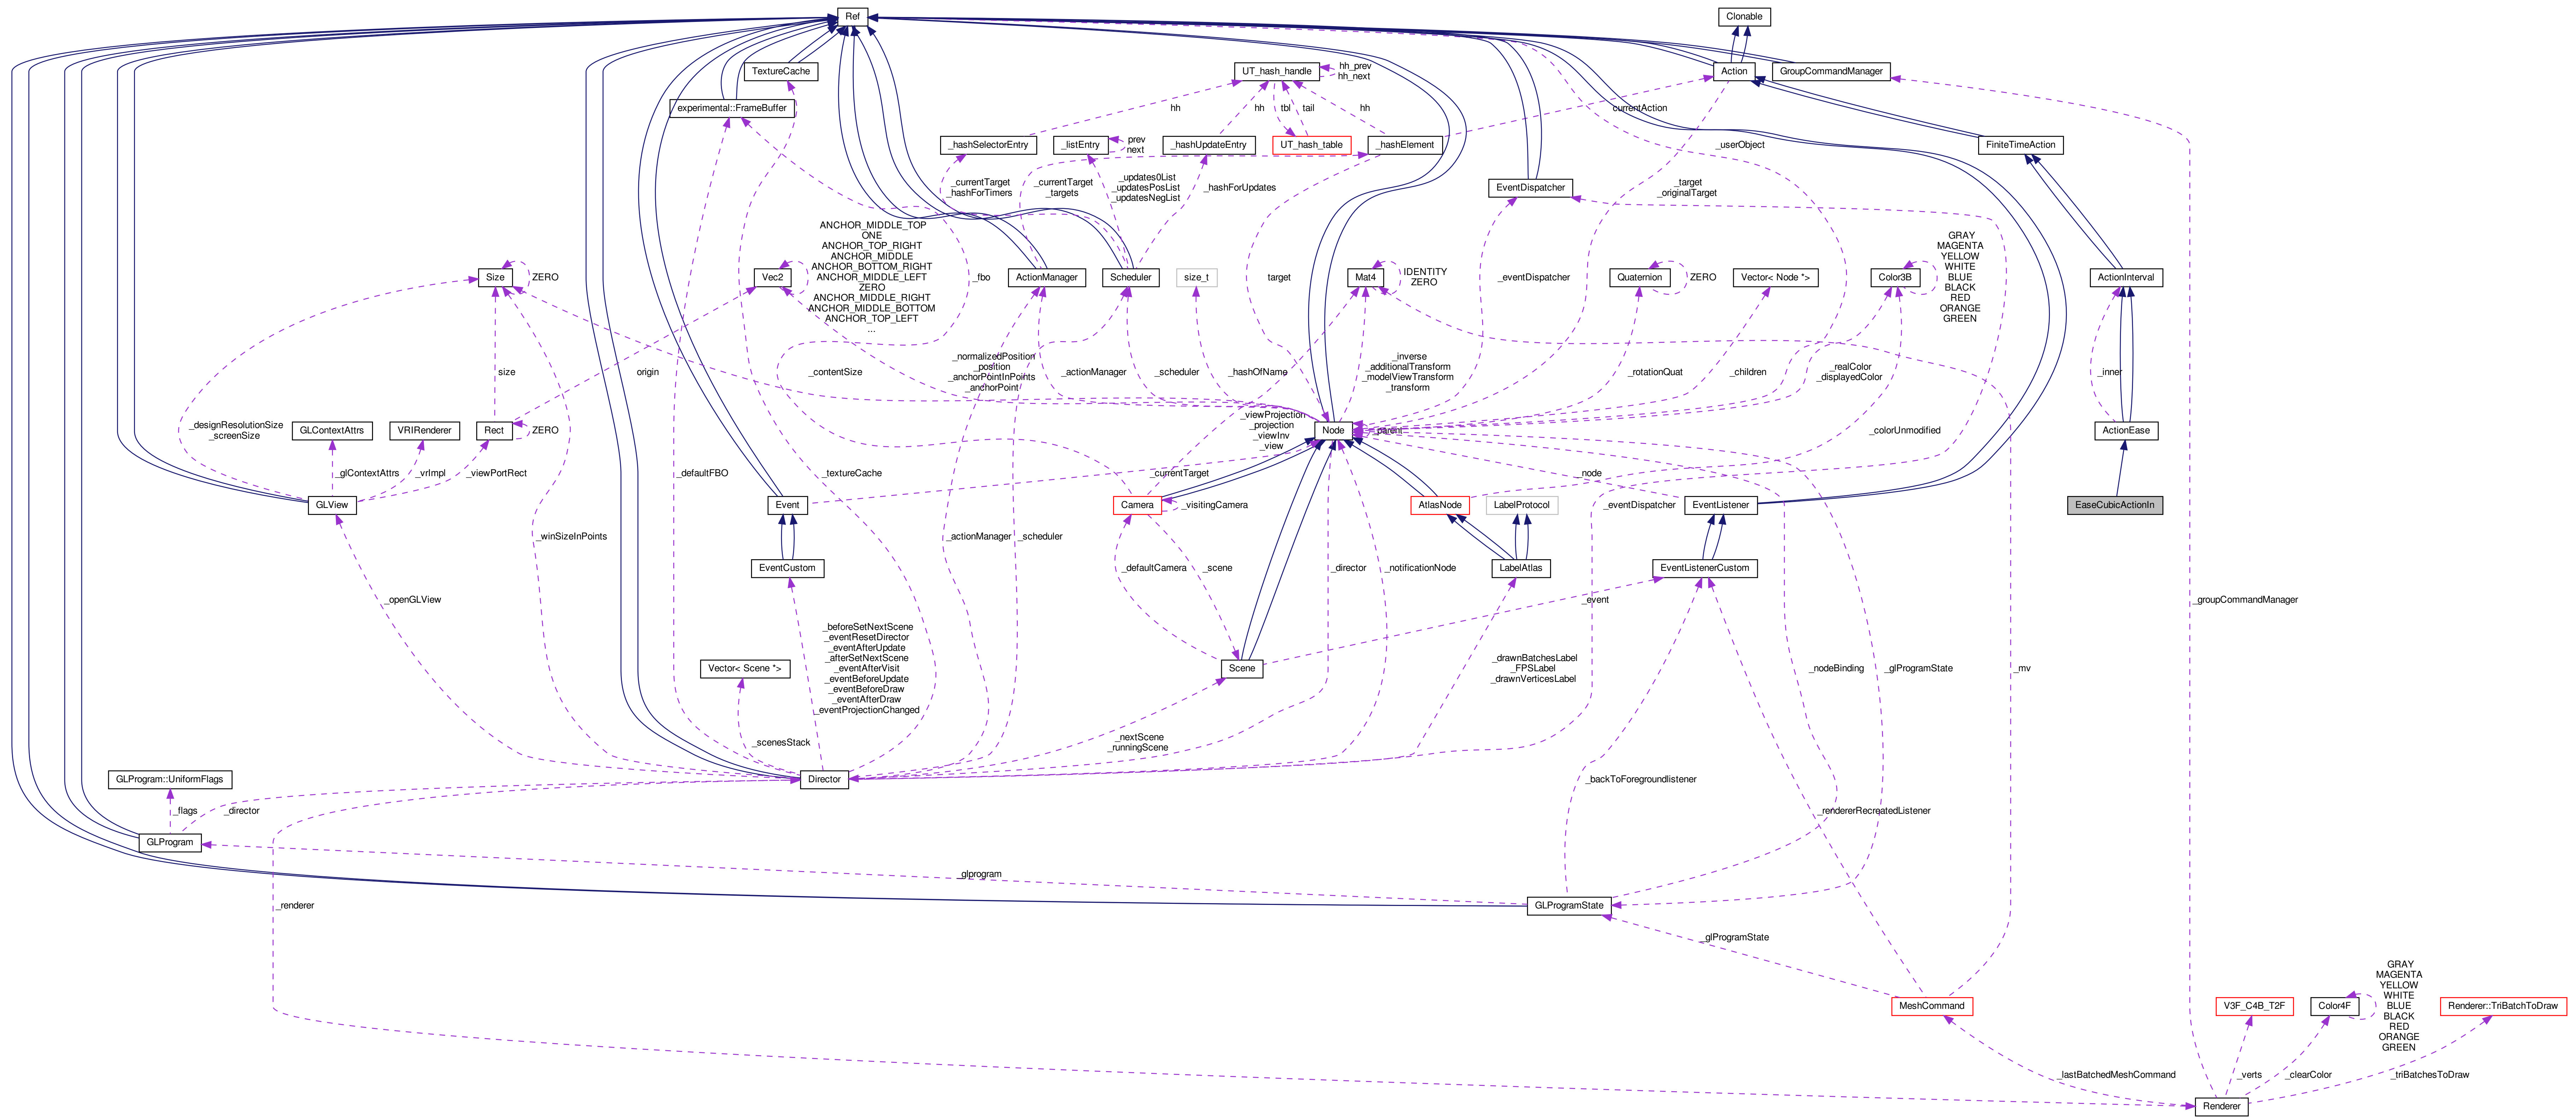 Ref
Clonable
TextureCache
UT_hash_handle
hh_prev
hh_next
Action
GroupCommandManager
experimental::FrameBuffer
hh
hh
tbl
tail
hh
currentAction
_hashSelectorEntry
_listEntry
prev
next
_hashUpdateEntry
UT_hash_table
_hashElement
_userObject
FiniteTimeAction
_currentTarget
_hashForTimers
_currentTarget
_targets
_updates0List
_updatesPosList
_updatesNegList
_hashForUpdates
EventDispatcher
_target
_originalTarget
ANCHOR_MIDDLE_TOP
ONE
ANCHOR_TOP_RIGHT
ANCHOR_MIDDLE
ANCHOR_BOTTOM_RIGHT
ANCHOR_MIDDLE_LEFT
ZERO
ANCHOR_MIDDLE_RIGHT
ANCHOR_MIDDLE_BOTTOM
ANCHOR_TOP_LEFT
...
GRAY
MAGENTA
YELLOW
WHITE
BLUE
BLACK
RED
ORANGE
GREEN
Size
ZERO
Vec2
_fbo
ActionManager
Scheduler
size_t
target
Mat4
IDENTITY
ZERO
_eventDispatcher
Quaternion
ZERO
Vector< Node *>
Color3B
ActionInterval
size
origin
_contentSize
_normalizedPosition
_position
_anchorPointInPoints
_anchorPoint
_actionManager
_scheduler
_hashOfName
_inverse
_additionalTransform
_modelViewTransform
_transform
_rotationQuat
_children
_realColor
_displayedColor
_inner
_designResolutionSize
_screenSize
GLContextAttrs
VRIRenderer
Rect
ZERO
_viewProjection
_projection
_viewInv
_view
Node
_parent
_colorUnmodified
ActionEase
_glContextAttrs
_vrImpl
_viewPortRect
_defaultFBO
_textureCache
_currentTarget
_node
GLView
Event
Camera
_visitingCamera
AtlasNode
LabelProtocol
_eventDispatcher
EventListener
EaseCubicActionIn
_winSizeInPoints
_actionManager
_scheduler
EventCustom
_defaultCamera
_scene
_director
_notificationNode
LabelAtlas
EventListenerCustom
_openGLView
_event
_groupCommandManager
_beforeSetNextScene
_eventResetDirector
_eventAfterUpdate
_afterSetNextScene
_eventAfterVisit
_eventBeforeUpdate
_eventBeforeDraw
_eventAfterDraw
_eventProjectionChanged
Vector< Scene *>
Scene
_drawnBatchesLabel
_FPSLabel
_drawnVerticesLabel
_nodeBinding
_glProgramState
_mv
_scenesStack
_nextScene
_runningScene
GLProgram::UniformFlags
Director
_backToForegroundlistener
_flags
_director
_rendererRecreatedListener
GLProgram
_glprogram
_renderer
GLProgramState
_glProgramState
GRAY
MAGENTA
YELLOW
WHITE
BLUE
BLACK
RED
ORANGE
GREEN
MeshCommand
V3F_C4B_T2F
Color4F
Renderer::TriBatchToDraw
_lastBatchedMeshCommand
_verts
_clearColor
_triBatchesToDraw
Renderer